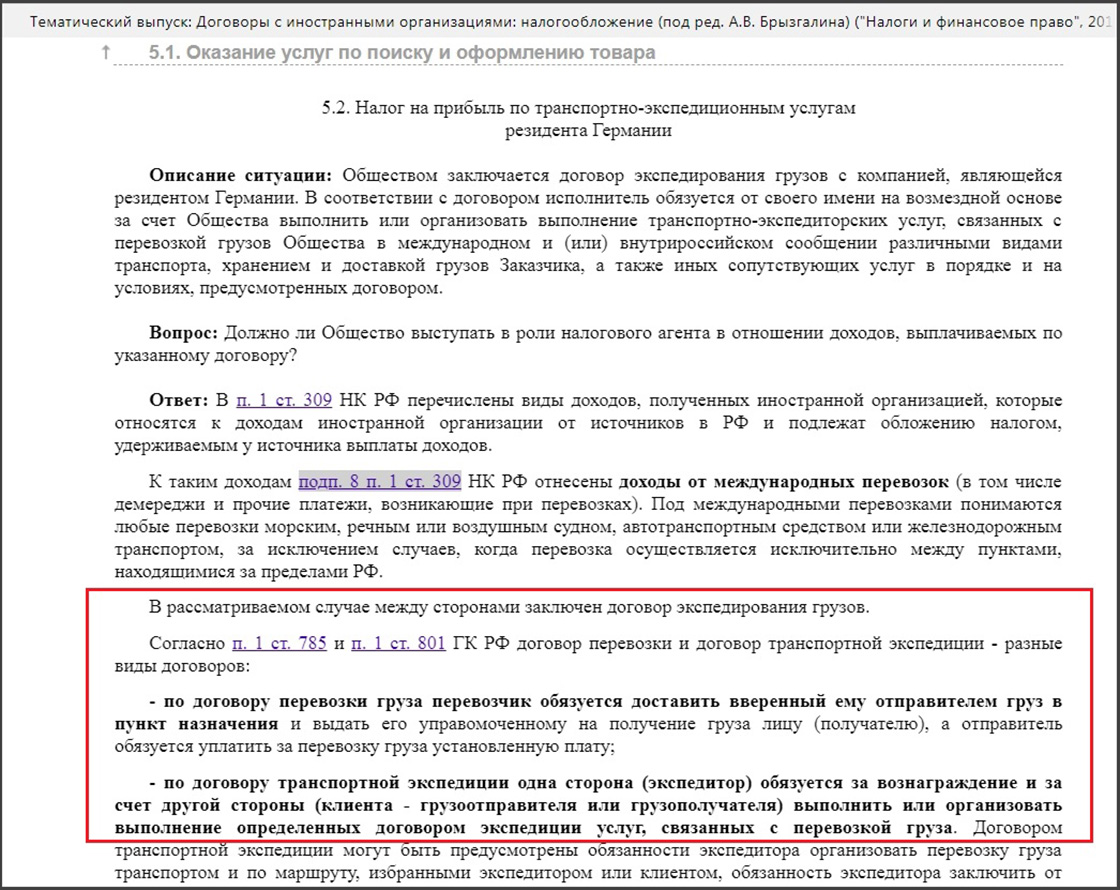 Тематический выпуск: Договоры с иностранными организациями: налогообложение (под ред. А.В. Брызгалина) ("Налоги и финансовое право", 201
↑ 5.1. Оказание услуг по поиску и оформлению товара
5.2. Налог на прибыль по транспортно-экспедиционным услугам
резидента Германии
Описание ситуации: Обществом заключается договор экспедирования грузов с компанией, являющейся
резидентом Германии. В соответствии с договором исполнитель обязуется от своего имени на возмездной основе
за счет Общества выполнить или организовать выполнение транспортно-экспедиторских услуг, связанных с
перевозкой грузов Общества в международном и (или) внутрироссийском сообщении различными видами
транспорта, хранением и доставкой грузов Заказчика, а также иных сопутствующих услуг в порядке и на
условиях, предусмотренных договором.
Вопрос: Должно ли Общество выступать в роли налогового агента в отношении доходов, выплачиваемых по
указанному договору?
Ответ: В п. 1 ст. 309 НК РФ перечислены виды доходов, полученных иностранной организацией, которые
относятся к доходам иностранной организации от источников в РФ и подлежат обложению налогом,
удерживаемым у источника выплаты доходов.
К таким доходам подп. 8 п. 1 ст. 309 НК РФ отнесены доходы от международных перевозок (в том числе
демереджи и прочие платежи, возникающие при перевозках). Под международными перевозками понимаются
любые перевозки морским, речным или воздушным судном, автотранспортным средством или железнодорожным
транспортом, за исключением случаев, когда перевозка осуществляется исключительно между пунктами,
находящимися за пределами РФ.
В рассматриваемом случае между сторонами заключен договор экспедирования грузов.
Согласно п. 1 ст. 785 и п. 1 ст. 801 ГК РФ договор перевозки и договор транспортной экспедиции - разные
виды договоров:
- по договору перевозки груза перевозчик обязуется доставить вверенный ему отправителем груз в
пункт назначения и выдать его управомоченному на получение груза лицу (получателю), а отправитель
обязуется уплатить за перевозку груза установленную плату;
- по договору транспортной экспедиции одна сторона (экспедитор) обязуется за вознаграждение и за
счет другой стороны (клиента - грузоотправителя или грузополучателя) выполнить или организовать
выполнение определенных договором экспедиции услуг, связанных с перевозкой груза. Договором
транспортной экспедиции могут быть предусмотрены обязанности экспедитора организовать перевозку груза
транспортом и по маршруту, избранными экспедитором или клиентом, обязанность экспедитора заключить от